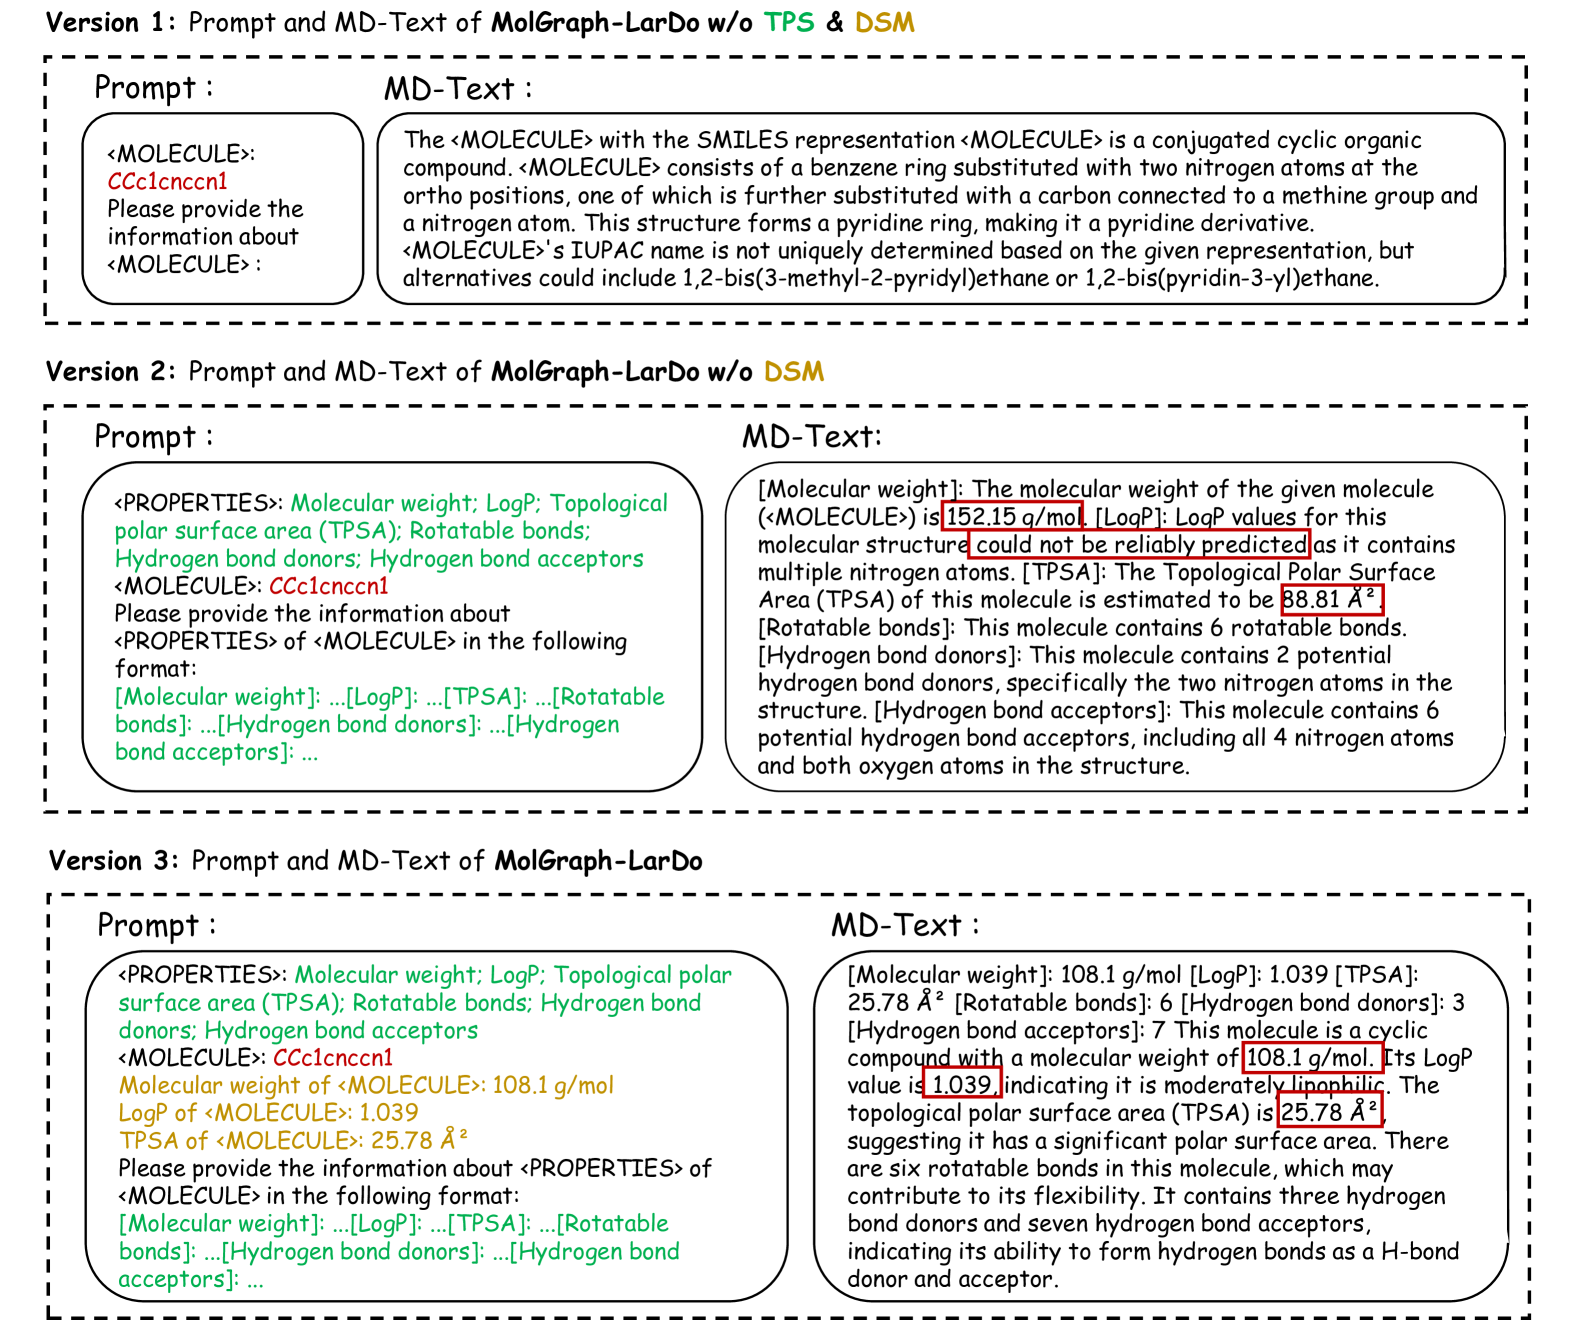 Version 1: Prompt and MD-Text of MolGraph-LarDo w/o TPS & DSM
Prompt :
<MOLECULE>:
CCc1cnccn1
Please provide the
information about
<MOLECULE> :
MD-Text :
The <MOLECULE> with the SMILES representation <MOLECULE> is a conjugated cyclic organic
compound. <MOLECULE> consists of a benzene ring substituted with two nitrogen atoms at the
ortho positions, one of which is further substituted with a carbon connected to a methine group and
a nitrogen atom. This structure forms a pyridine ring, making it a pyridine derivative.
<MOLECULE>'s IUPAC name is not uniquely determined based on the given representation, but
alternatives could include 1,2-bis(3-methyl-2-pyridyl)ethane or 1,2-bis(pyridin-3-yl)ethane.
Version 2: Prompt and MD-Text of MolGraph-LarDo w/o DSM
Prompt :
<PROPERTIES>: Molecular weight; LogP; Topological
polar surface area (TPSA); Rotatable bonds;
Hydrogen bond donors; Hydrogen bond acceptors
<MOLECULE>: CCc1cnccn1
Please provide the information about
<PROPERTIES> of <MOLECULE> in the following
format:
[Molecular weight]: ...[LogP]: ...[TPSA]: ...[Rotatable
bonds]: ...[Hydrogen bond donors]: ...[Hydrogen
bond acceptors]: ...
MD-Text:
[Molecular weight]: The molecular weight of the given molecule
(<MOLECULE>) is 152.15 g/mol. [LogP]: LogP values for this
molecular structure could not be reliably predicted as it contains
multiple nitrogen atoms. [TPSA]: The Topological Polar Surface
Area (TPSA) of this molecule is estimated to be 88.81 Å².
[Rotatable bonds]: This molecule contains 6 rotatable bonds.
[Hydrogen bond donors]: This molecule contains 2 potential
hydrogen bond donors, specifically the two nitrogen atoms in the
structure. [Hydrogen bond acceptors]: This molecule contains 6
potential hydrogen bond acceptors, including all 4 nitrogen atoms
and both oxygen atoms in the structure.
Version 3: Prompt and MD-Text of MolGraph-LarDo
Prompt :
<PROPERTIES>: Molecular weight; LogP; Topological polar
surface area (TPSA); Rotatable bonds; Hydrogen bond
donors; Hydrogen bond acceptors
<MOLECULE>: CCc1cnccn1
Molecular weight of <MOLECULE>: 108.1 g/mol
LogP of <MOLECULE>: 1.039
TPSA of <MOLECULE>: 25.78 Å²
Please provide the information about <PROPERTIES> of
<MOLECULE> in the following format:
[Molecular weight]: ...[LogP]: ...[TPSA]: ...[Rotatable
bonds]: ...[Hydrogen bond donors]: ...[Hydrogen bond
acceptors]: ...
MD-Text :
[Molecular weight]: 108.1 g/mol [LogP]: 1.039 [TPSA]:
25.78 Å² [Rotatable bonds]: 6 [Hydrogen bond donors]: 3
[Hydrogen bond acceptors]: 7 This molecule is a cyclic
compound with a molecular weight of 108.1 g/mol. Its LogP
value is 1.039, indicating it is moderately lipophilic. The
topological polar surface area (TPSA) is 25.78 Å²,
suggesting it has a significant polar surface area. There
are six rotatable bonds in this molecule, which may
contribute to its flexibility. It contains three hydrogen
bond donors and seven hydrogen bond acceptors,
indicating its ability to form hydrogen bonds as a H-bond
donor and acceptor.